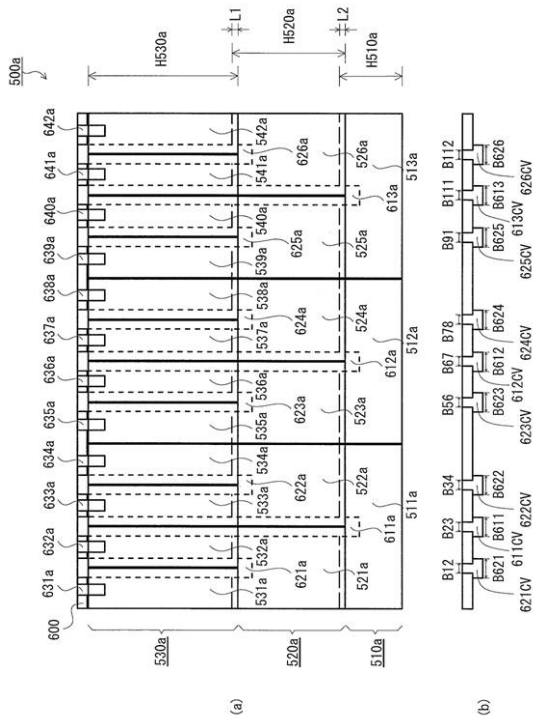 500a
600 631a 632a 633a 634a 635a 636a 637a 638a 639a 640a 641a 642a
530a H530a
531a 532a 533a 534a 535a 536a 537a 538a 539a 540a 541a 542a
L1
621a 622a 623a 624a 625a 626a
520a H520a
521a 522a 523a 524a 525a 526a
L2
611a 612a 613a
510a H510a
511a 512a 513a
(a)
B12 B23 B34 B56 B67 B78 B91 B111 B112
B621 B611 B622 B623 B612 B624 B625 B613 B626
621CV 611CV 622CV 623CV 612CV 624CV 625CV 613CV 626CV
(b)